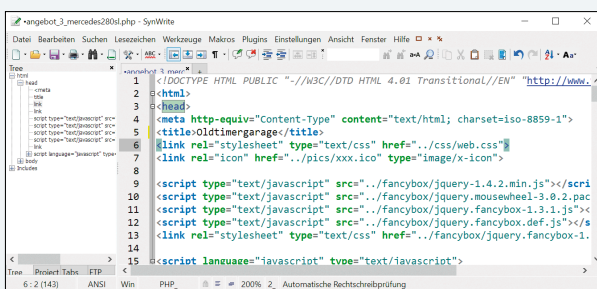 •angebot_3_mercedes280sl.php - SynWrite
Datei Bearbeiten Suchen Lesezeichen Werkzeuge Makros Plugins Einstellungen Ansicht Fenster Hilfe
Tree
html
head
<meta
title
link
link
script type="text/javascript" src=
script type="text/javascript" src=
script type="text/javascript" src=
script type="text/javascript" src=
link
script language="javascript" type=
body
Includes
•angebot_3_merc
1 <!DOCTYPE HTML PUBLIC "-//W3C//DTD HTML 4.01 Transitional//EN" "http://www.
2 <html>
3 <head>
4 <meta http-equiv="Content-Type" content="text/html; charset=iso-8859-1">
5 <title>Oldtimergarage</title>
6 <link rel="stylesheet" type="text/css" href="../css/web.css">
7 <link rel="icon" href="../pics/xxx.ico" type="image/x-icon">
8
9 <script type="text/javascript" src="../fancybox/jquery-1.4.2.min.js"></scri
10 <script type="text/javascript" src="../fancybox/jquery.mousewheel-3.0.2.pac
11 <script type="text/javascript" src="../fancybox/jquery.fancybox-1.3.1.js"><
12 <script type="text/javascript" src="../fancybox/jquery.fancybox.def.js"></s
13 <link rel="stylesheet" type="text/css" href="../fancybox/jquery.fancybox-1.
14
15 <script language="javascript" type="text/javascript">
Tree Project Tabs FTP
6 : 2 (143) ANSI Win PHP_ 200% 2_ Automatische Rechtschreibprüfung